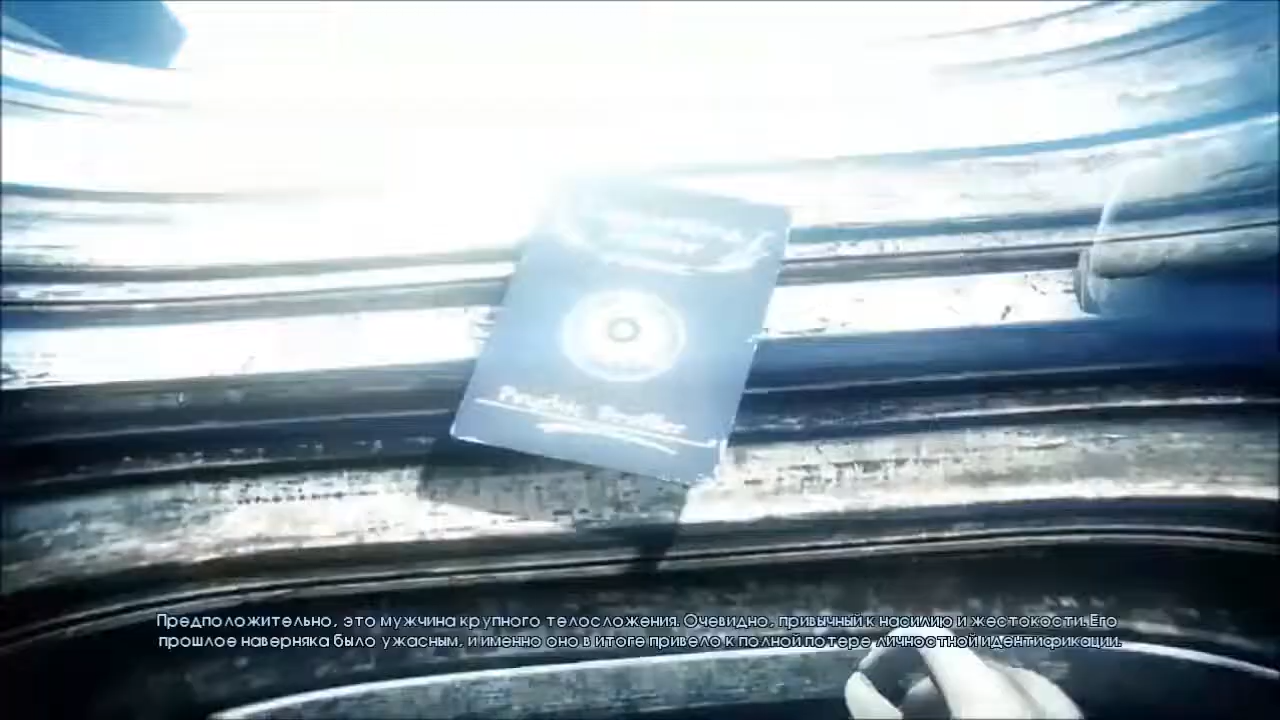 Предположительно, это мужчина крупного телосложения. Очевидно, привычный к насилию и жестокости. Его
прошлое наверняка было ужасным, и именно оно в итоге привело к полной потере личностной идентификации.